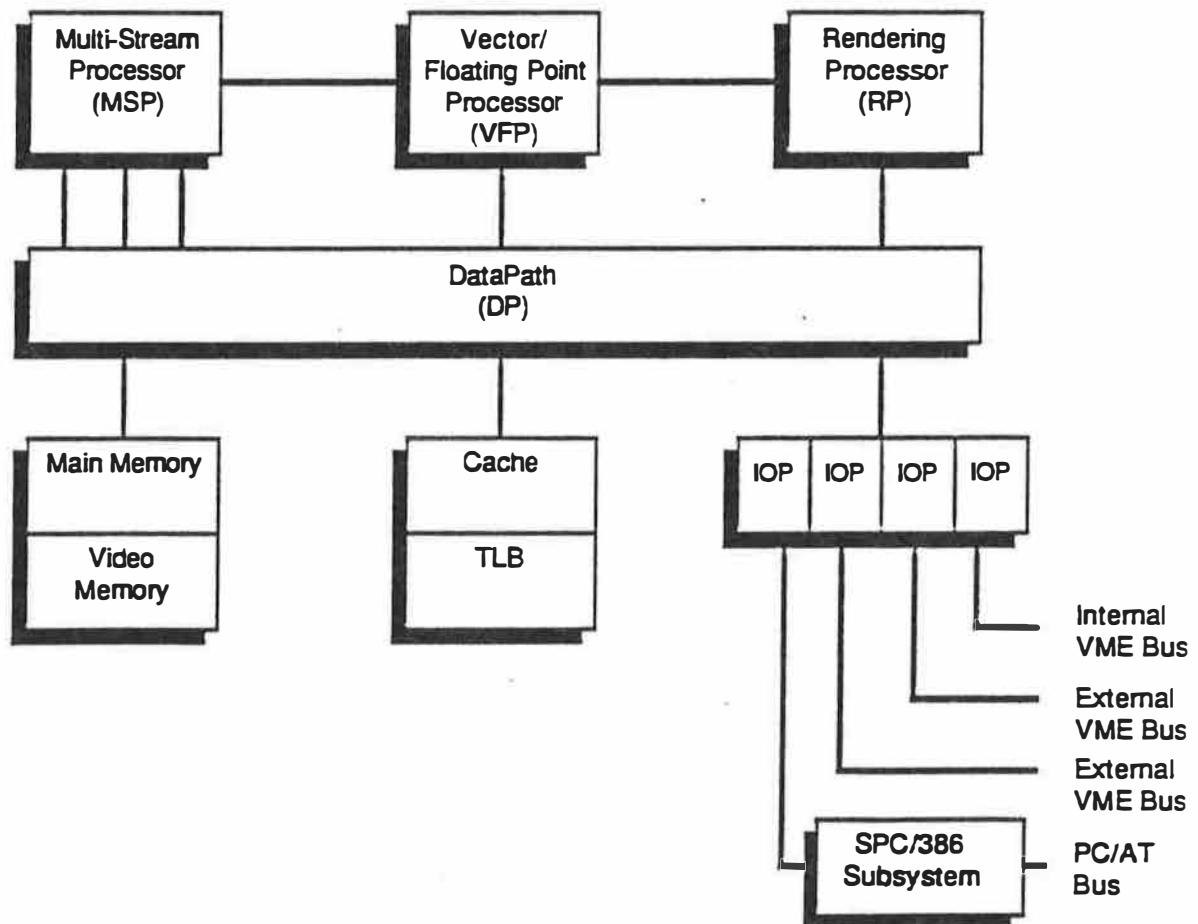 Multi-Stream
Processor
(MSP)
Vector/
Floating Point
Processor
(VFP)
Rendering
Processor
(RP)
DataPath
(DP)
Main Memory
Video
Memory
Cache
TLB
IOP
IOP
IOP
IOP
Internal
VME Bus
External
VME Bus
External
VME Bus
SPC/386
Subsystem
PC/AT
Bus